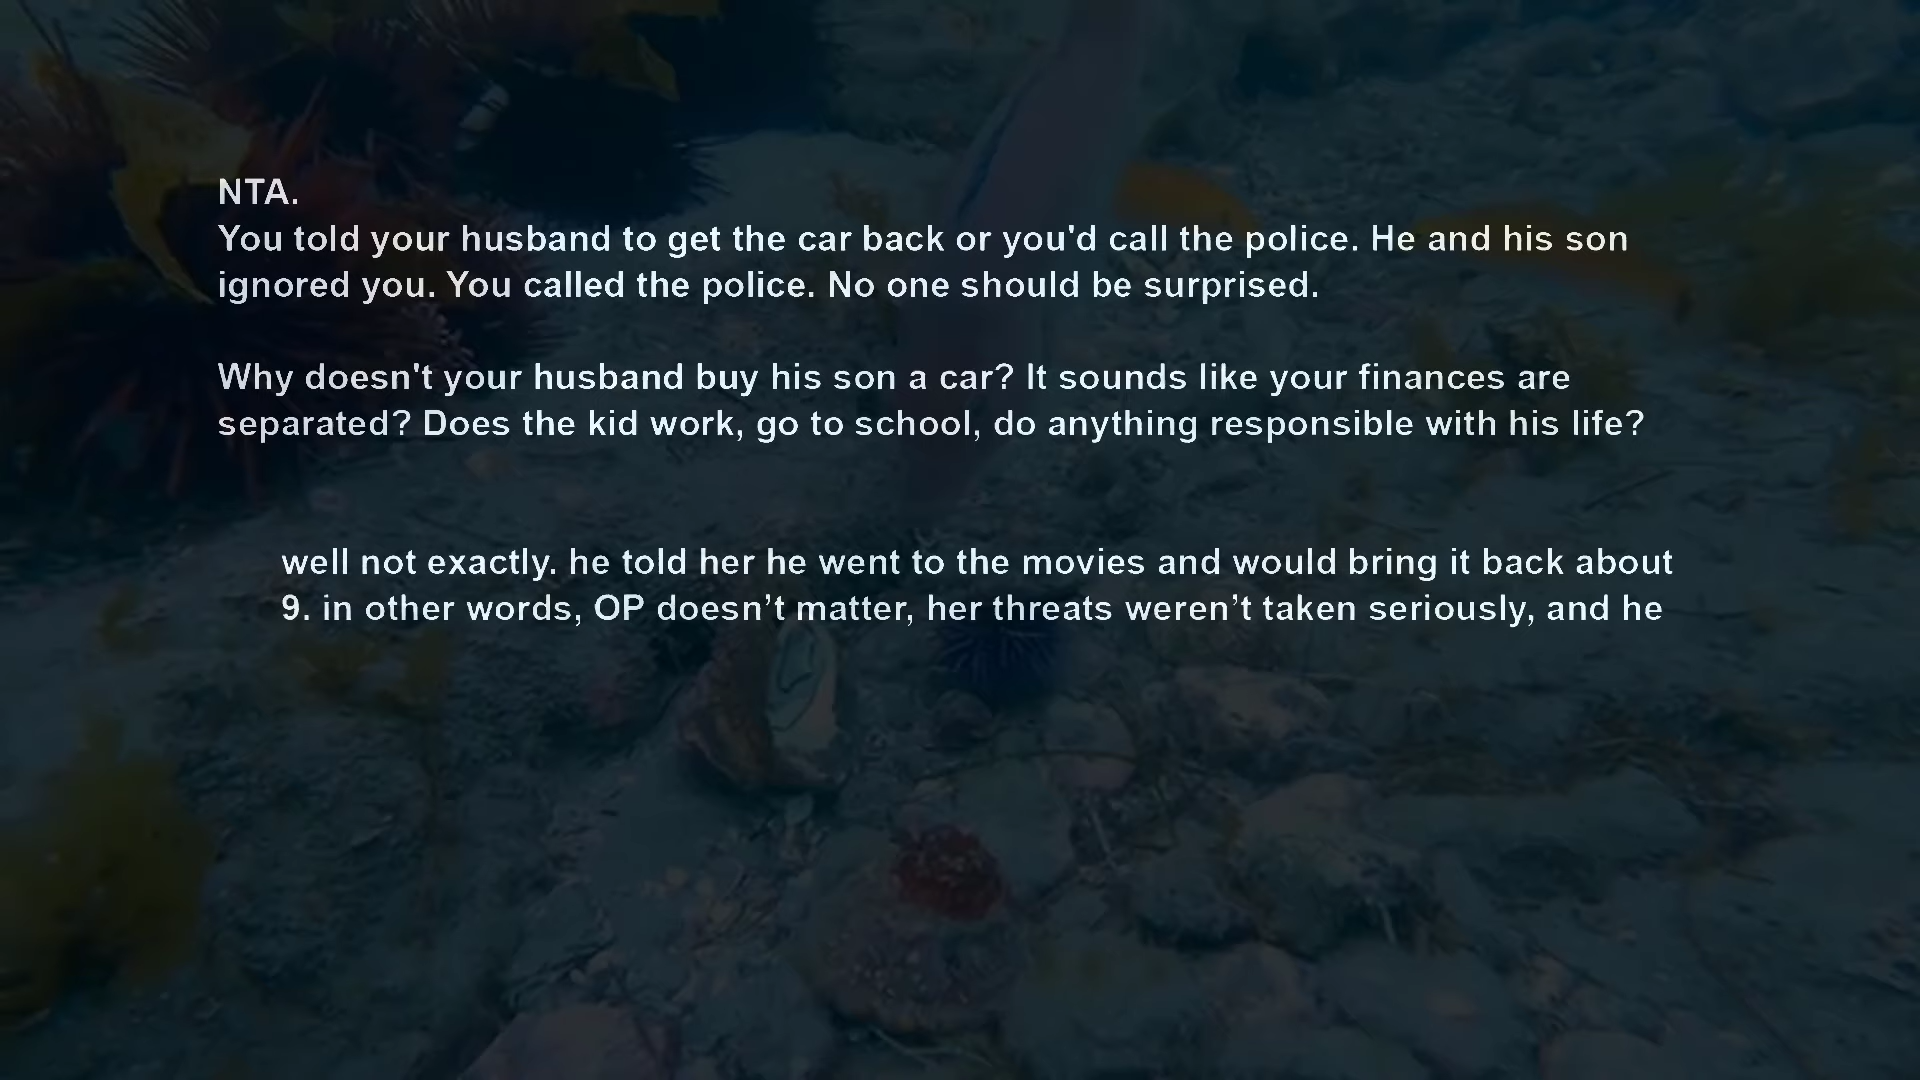 NTA.
You told your husband to get the car back or you'd call the police. He and his son
ignored you. You called the police. No one should be surprised.
Why doesn't your husband buy his son a car? It sounds like your finances are
separated? Does the kid work, go to school, do anything responsible with his life?
well not exactly. he told her he went to the movies and would bring it back about
9. in other words, OP doesn’t matter, her threats weren’t taken seriously, and he